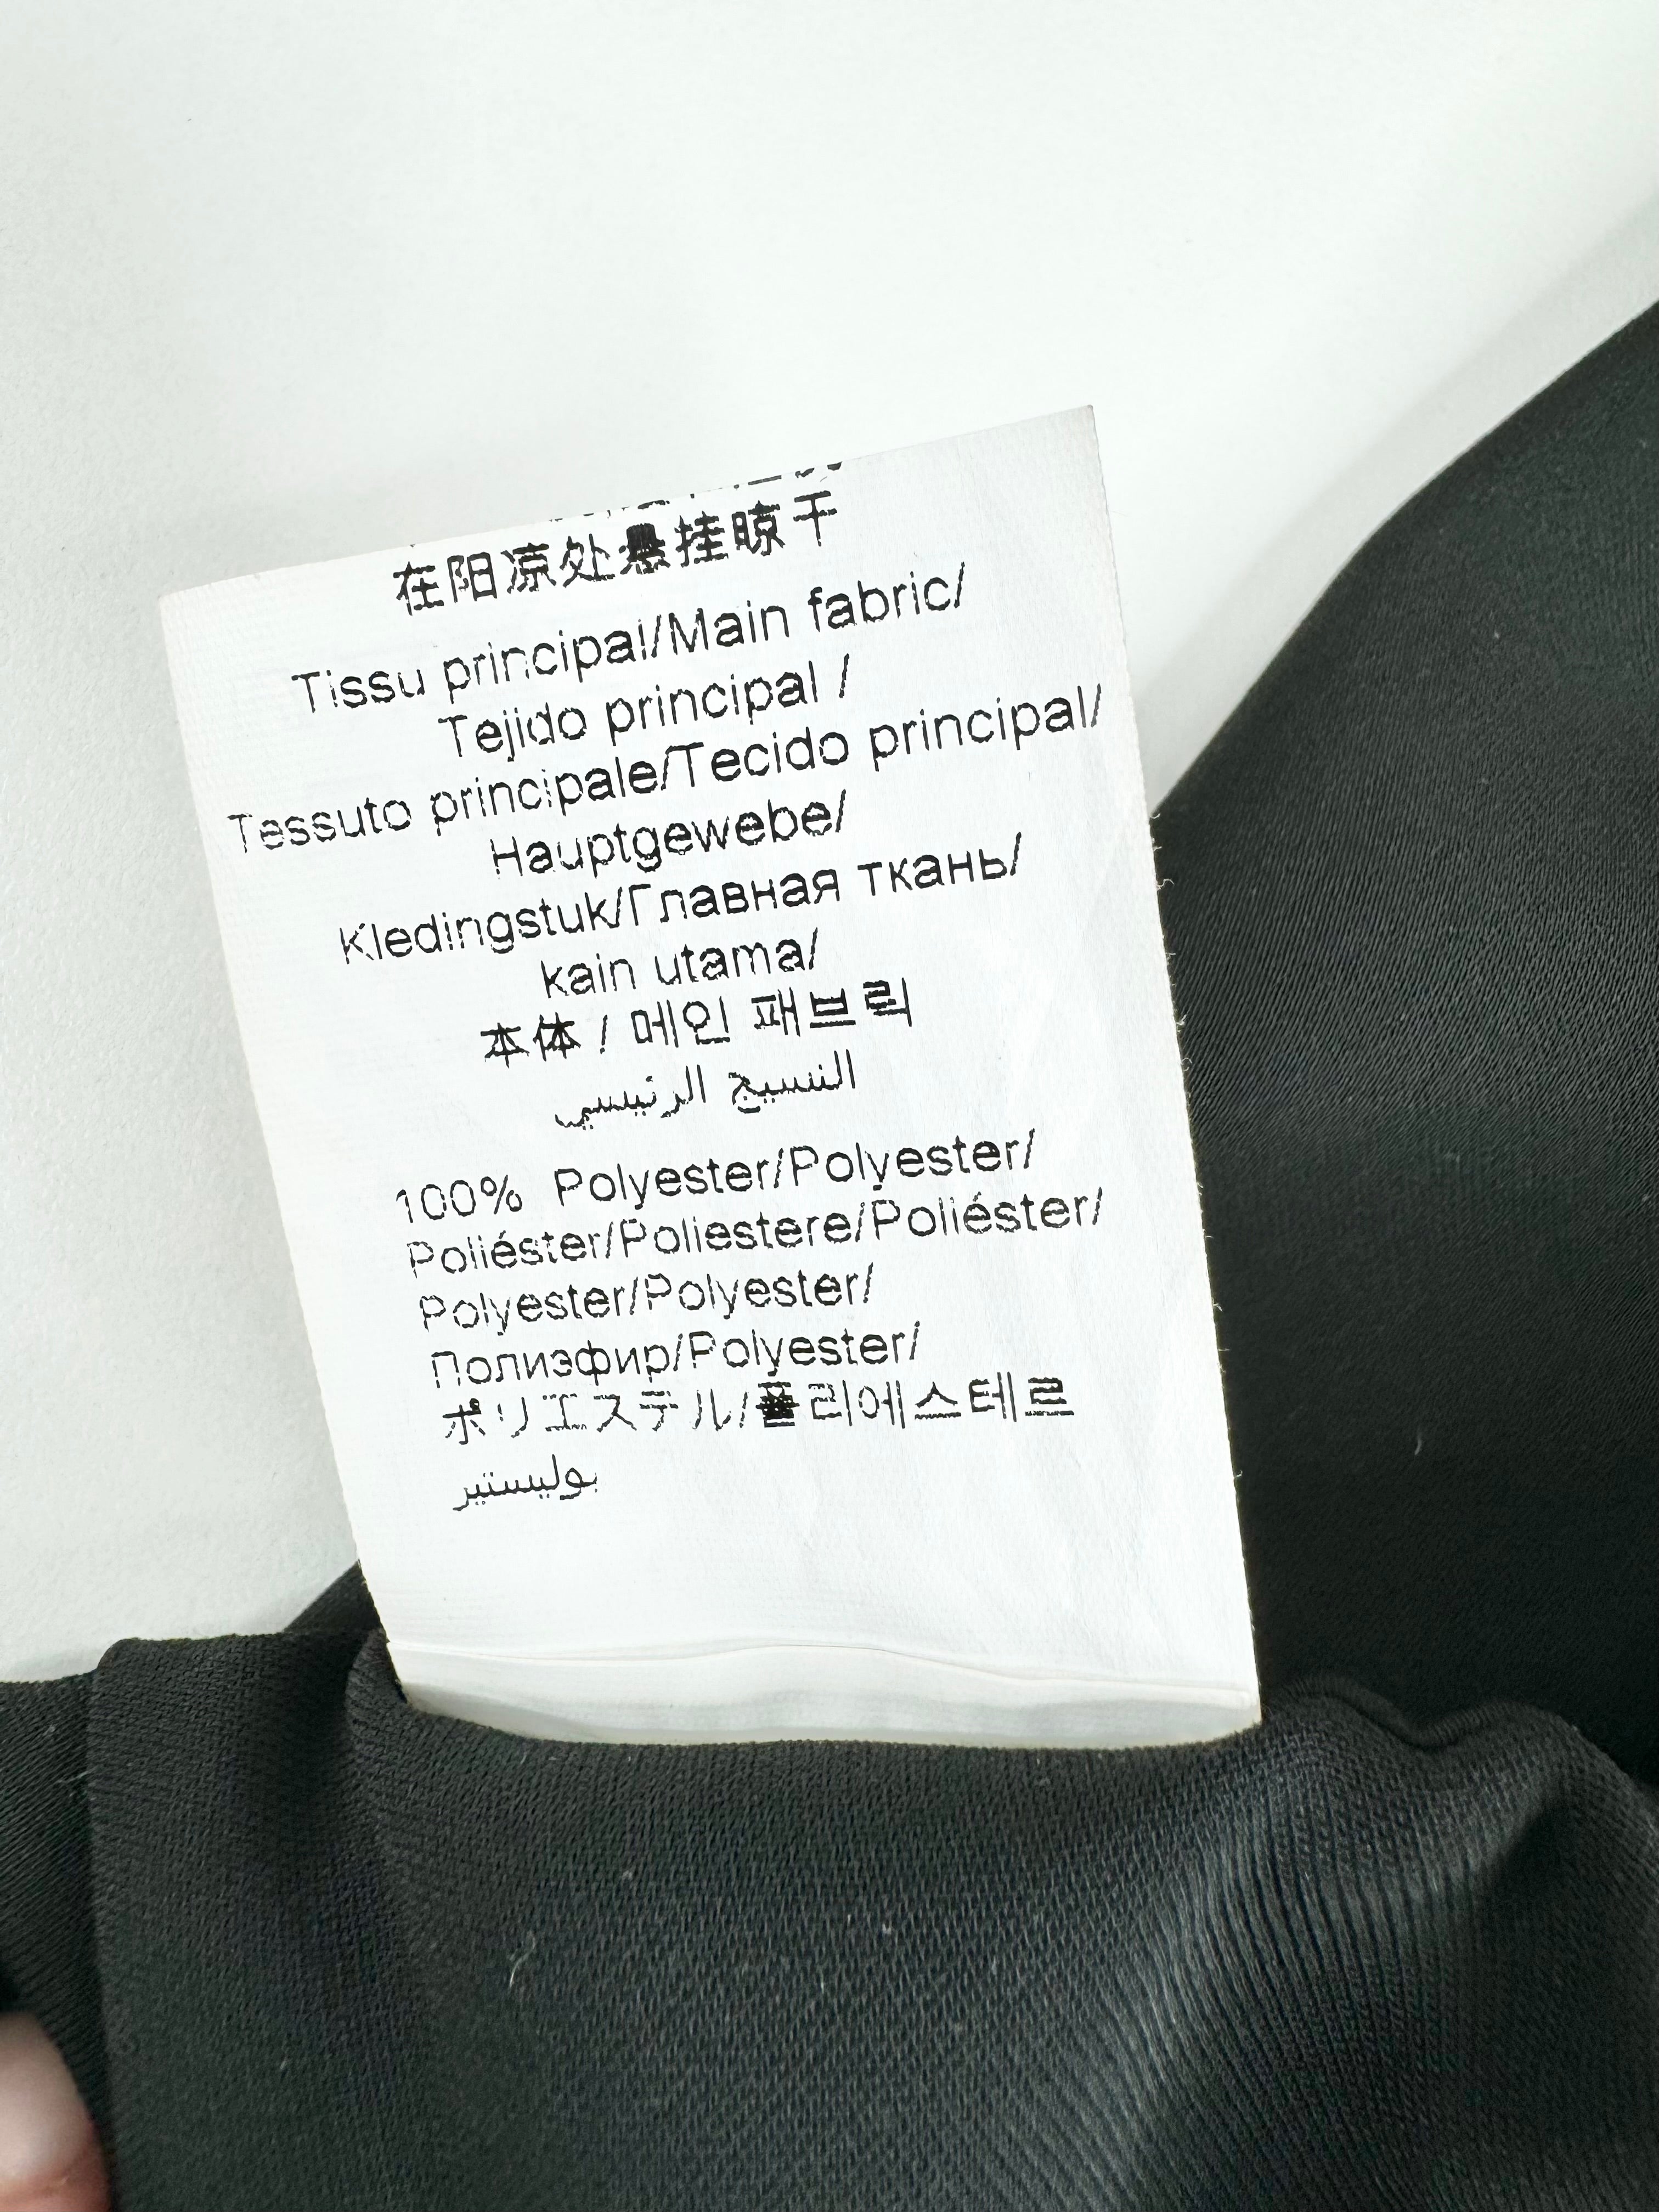 在阳凉处悬挂晾干
Tissu principal/Main fabric/
Tejido principal /
Tessuto principale/Tecido principal/
Hauptgewebe/
Kledingstuk/Главная ткань/
kain utama/
本体 / 메인 패브릭
النسيج الرئيسي
100% Polyester/Polyester/
Poliéster/Poliestere/Poliéster/
Polyester/Polyester/
Полиэфир/Polyester/
ポリエステル/폴리에스테르
بوليستير